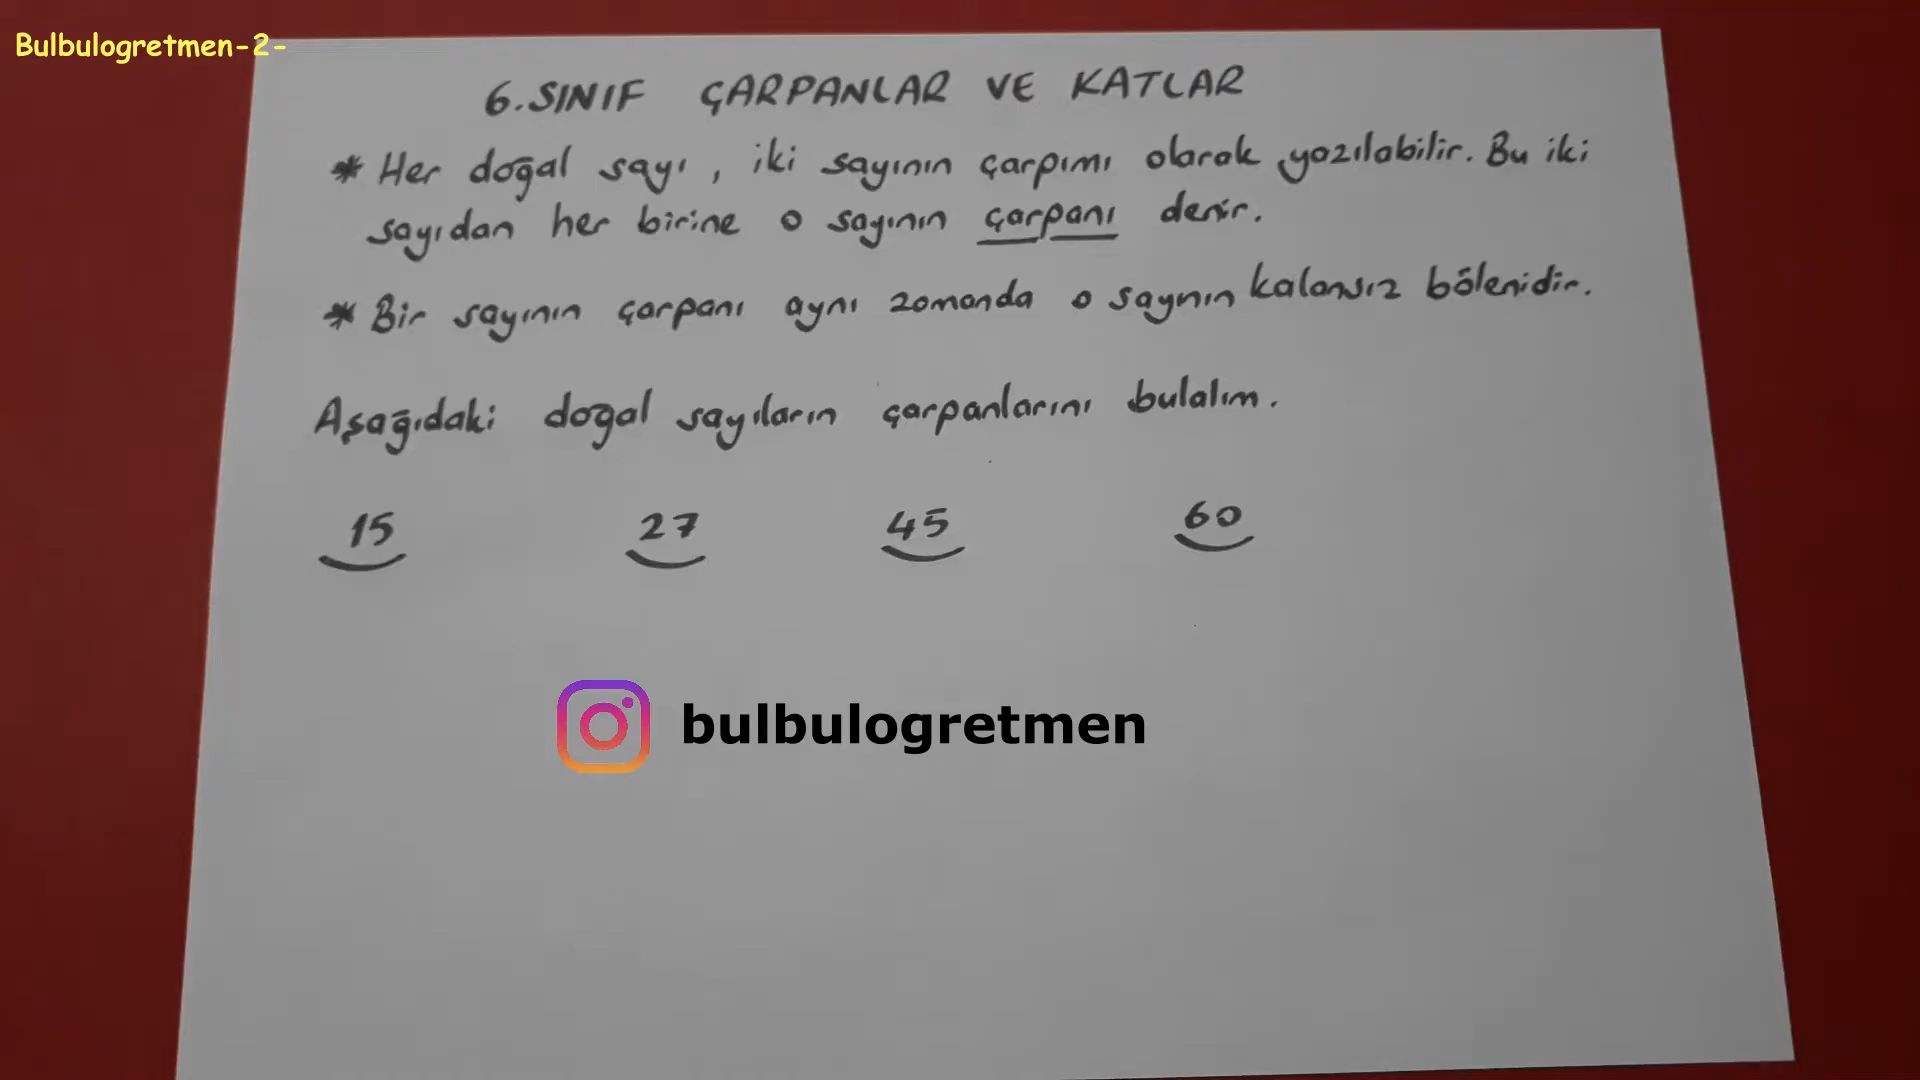 Bulbulogretmen-2-
6.SINIF ÇARPANLAR VE KATLAR
* Her doğal sayı, iki sayının çarpımı olarak yazılabilir. Bu iki
sayıdan her birine o sayının çarpanı denir.
* Bir sayının çarpanı aynı zamanda o saynın kalansız bölenidir.
Aşağıdaki doğal sayıların çarpanlarını bulalım.
15 27 45 60
bulbulogretmen